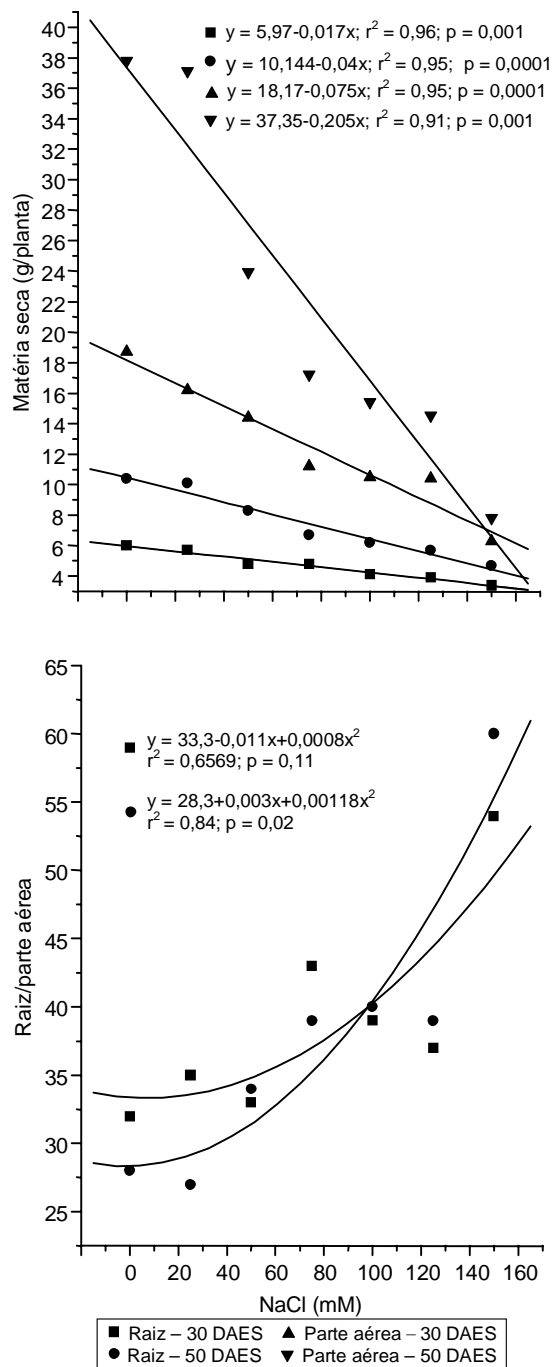 ■ y = 5,97-0,017x; r² = 0,96; p = 0,001
● y = 10,144-0,04x; r² = 0,95; p = 0,0001
▲ y = 18,17-0,075x; r² = 0,95; p = 0,0001
▼ y = 37,35-0,205x; r² = 0,91; p = 0,001
Matéria seca (g/planta)
40
38
36
34
32
30
28
26
24
22
20
18
16
14
12
10
8
6
4
65
60
55
50
45
40
35
30
25
■ y = 33,3-0,011x+0,0008x²
r² = 0,6569; p = 0,11
● y = 28,3+0,003x+0,00118x²
r² = 0,84; p = 0,02
Raiz/parte aérea
0 20 40 60 80 100 120 140 160
NaCl (mM)
■ Raiz – 30 DAES ▲ Parte aérea – 30 DAES
● Raiz – 50 DAES ▼ Parte aérea – 50 DAES